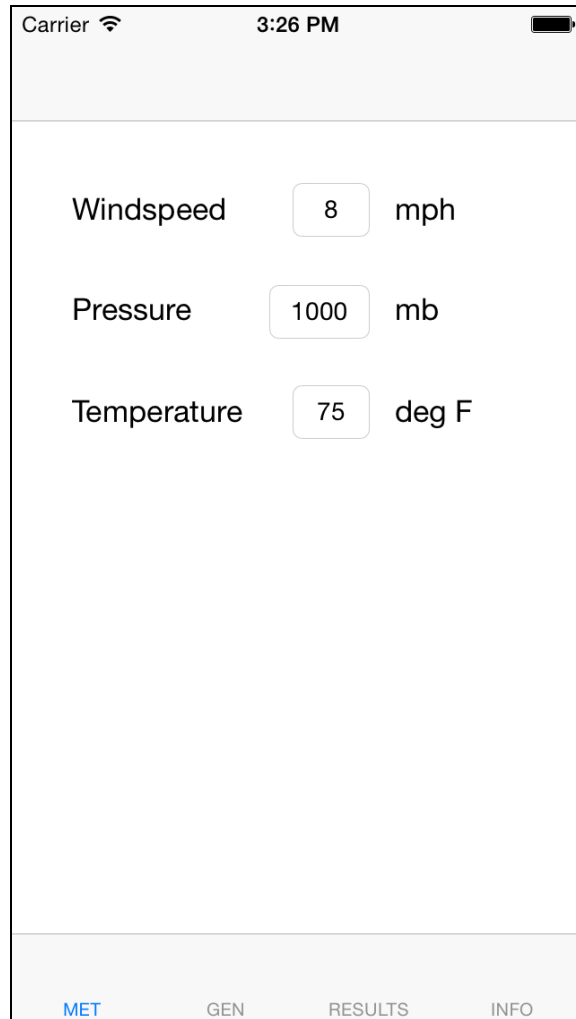 Carrier 3:26 PM
Windspeed 8 mph
Pressure 1000 mb
Temperature 75 deg F
MET GEN RESULTS INFO